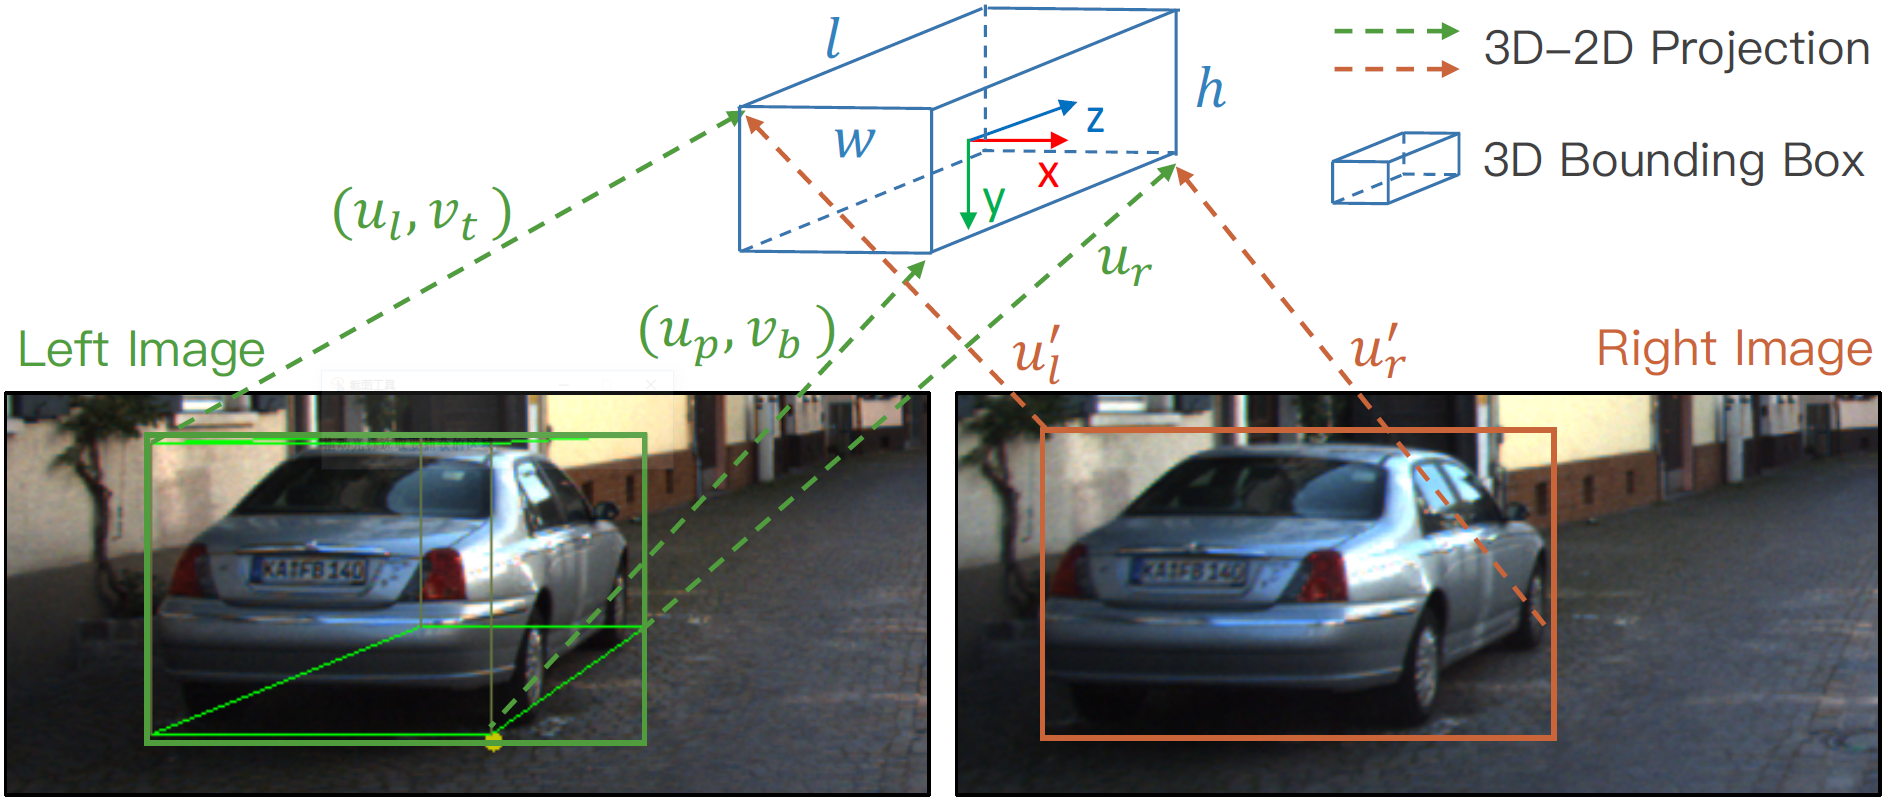 l
h
w
z
x
y
3D-2D Projection
3D Bounding Box
(u_l, v_t)
(u_p, v_b)
u_r
u'_l
u'_r
Left Image
Right Image
KA FB 140
KA FB 140